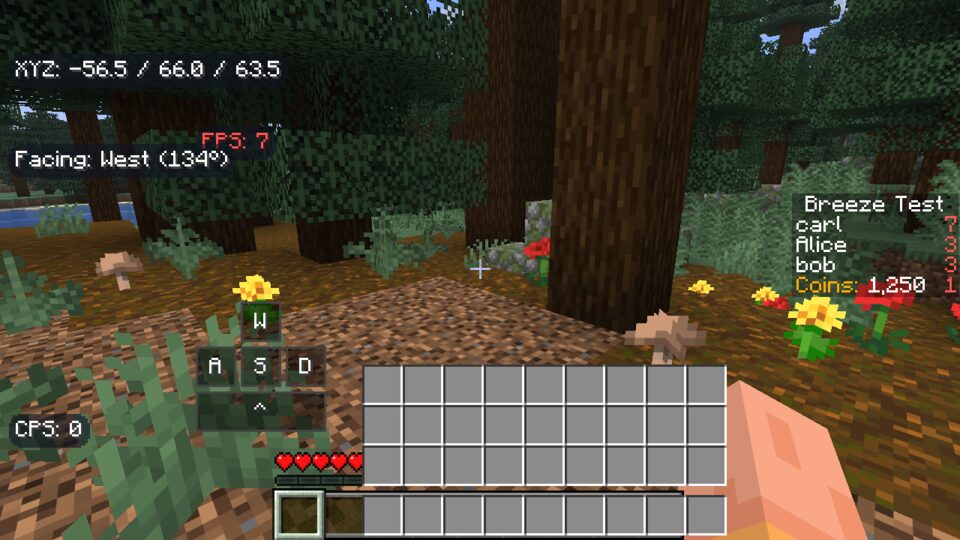 XYZ: -56.5 / 66.0 / 63.5
FPS: 7
Facing: West (134°)
Breeze Test
carl 7
Alice 3
bob 3
Coins: 1,250 1
W
A S D
^
CPS: 0